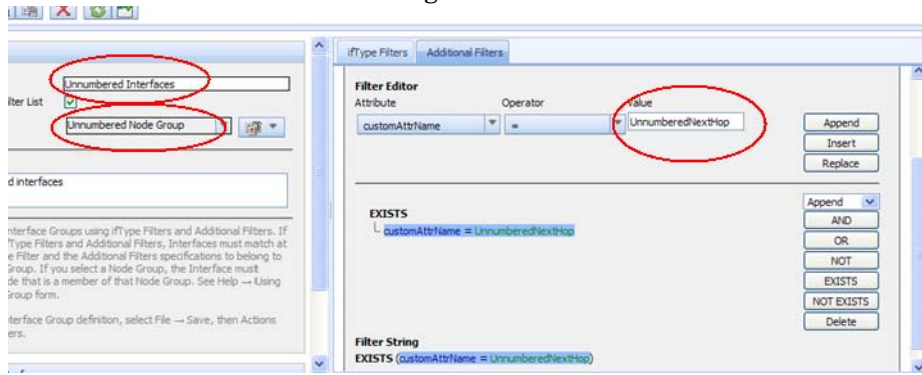 ifType Filters Additional Filters
Unnumbered Interfaces
ilter List
Unnumbered Node Group
d interfaces
nterface Groups using ifType Filters and Additional Filters. If
Type Filters and Additional Filters, Interfaces must match at
e Filter and the Additional Filters specifications to belong to
Group. If you select a Node Group, the Interface must
de that is a member of that Node Group. See Help → Using
Group form.
terface Group definition, select File → Save, then Actions
ers.
Filter Editor
Attribute Operator Value
customAttrName = UnnumberedNextHop
Append
Insert
Replace
EXISTS
customAttrName = UnnumberedNextHop
Append
AND
OR
NOT
EXISTS
NOT EXISTS
Delete
Filter String
EXISTS (customAttrName = UnnumberedNextHop)